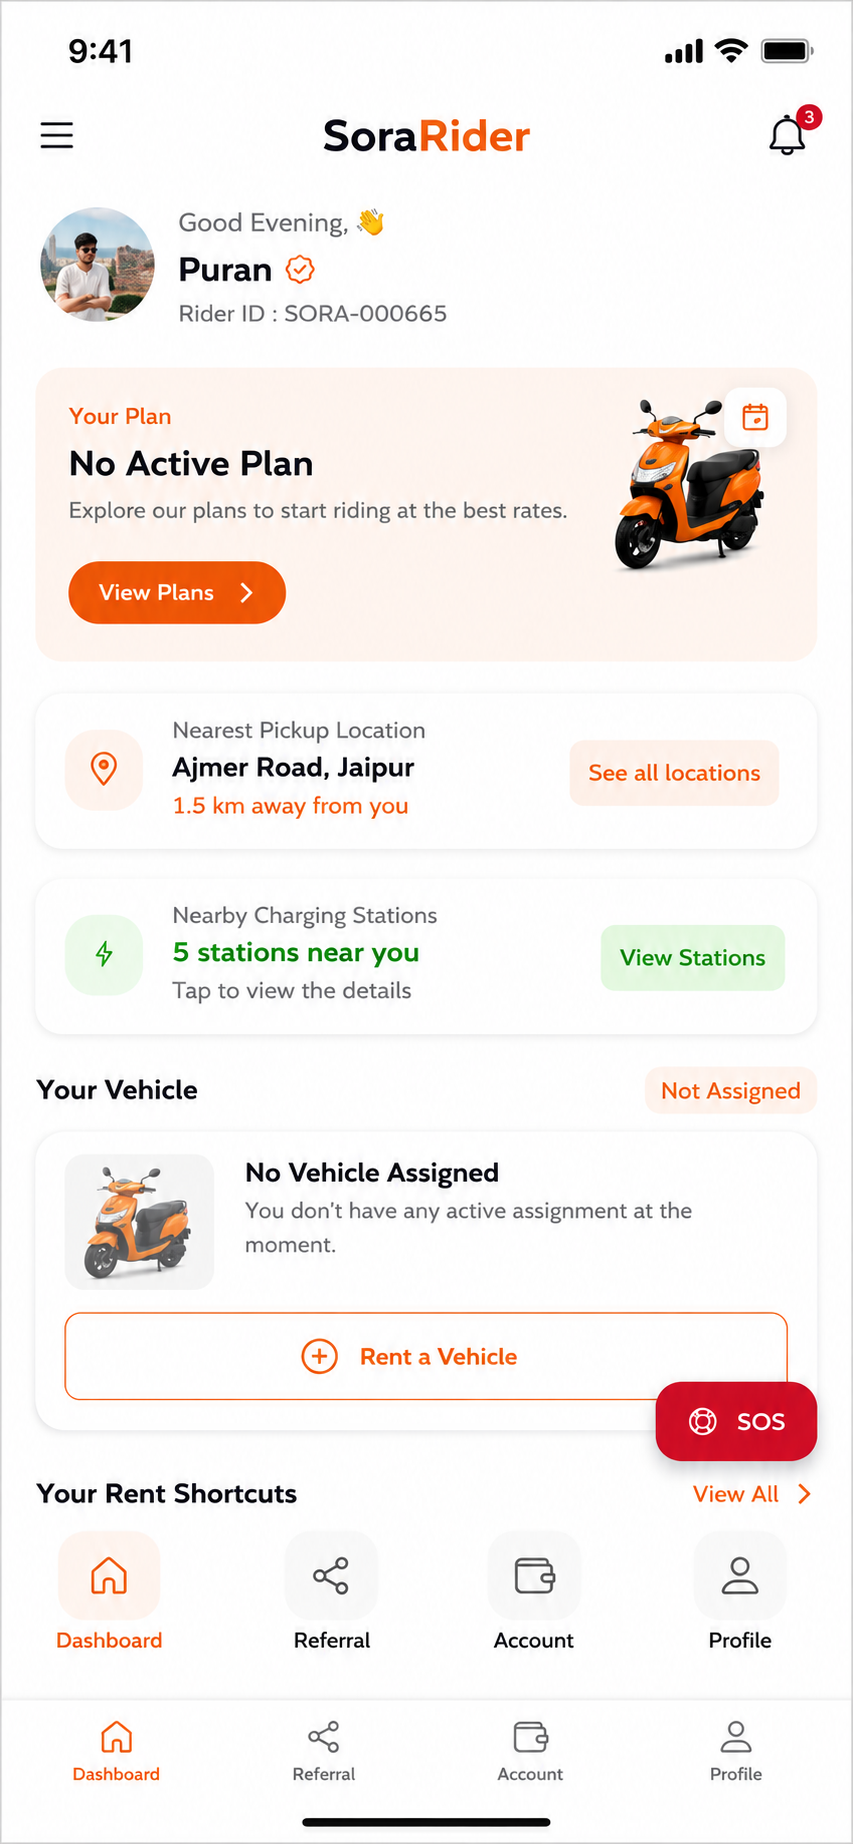 9:41
SoraRider
3
Good Evening, 👋
Puran
Rider ID : SORA-000665
Your Plan
No Active Plan
Explore our plans to start riding at the best rates.
View Plans
Nearest Pickup Location
Ajmer Road, Jaipur
1.5 km away from you
See all locations
Nearby Charging Stations
5 stations near you
Tap to view the details
View Stations
Your Vehicle
Not Assigned
No Vehicle Assigned
You don't have any active assignment at the
moment.
Rent a Vehicle
SOS
Your Rent Shortcuts
View All
Dashboard
Referral
Account
Profile
Dashboard
Referral
Account
Profile